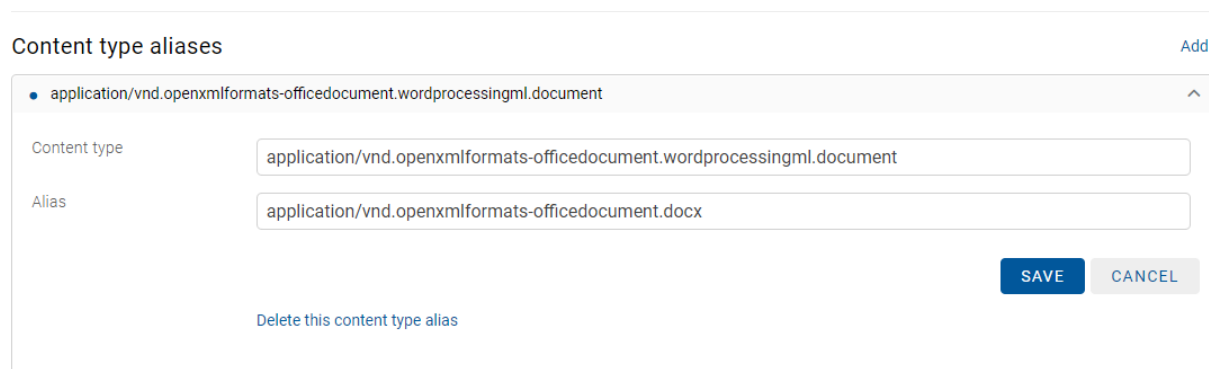 Content type aliases
Add
application/vnd.openxmlformats-officedocument.wordprocessingml.document
Content type
application/vnd.openxmlformats-officedocument.wordprocessingml.document
Alias
application/vnd.openxmlformats-officedocument.docx
SAVE
CANCEL
Delete this content type alias